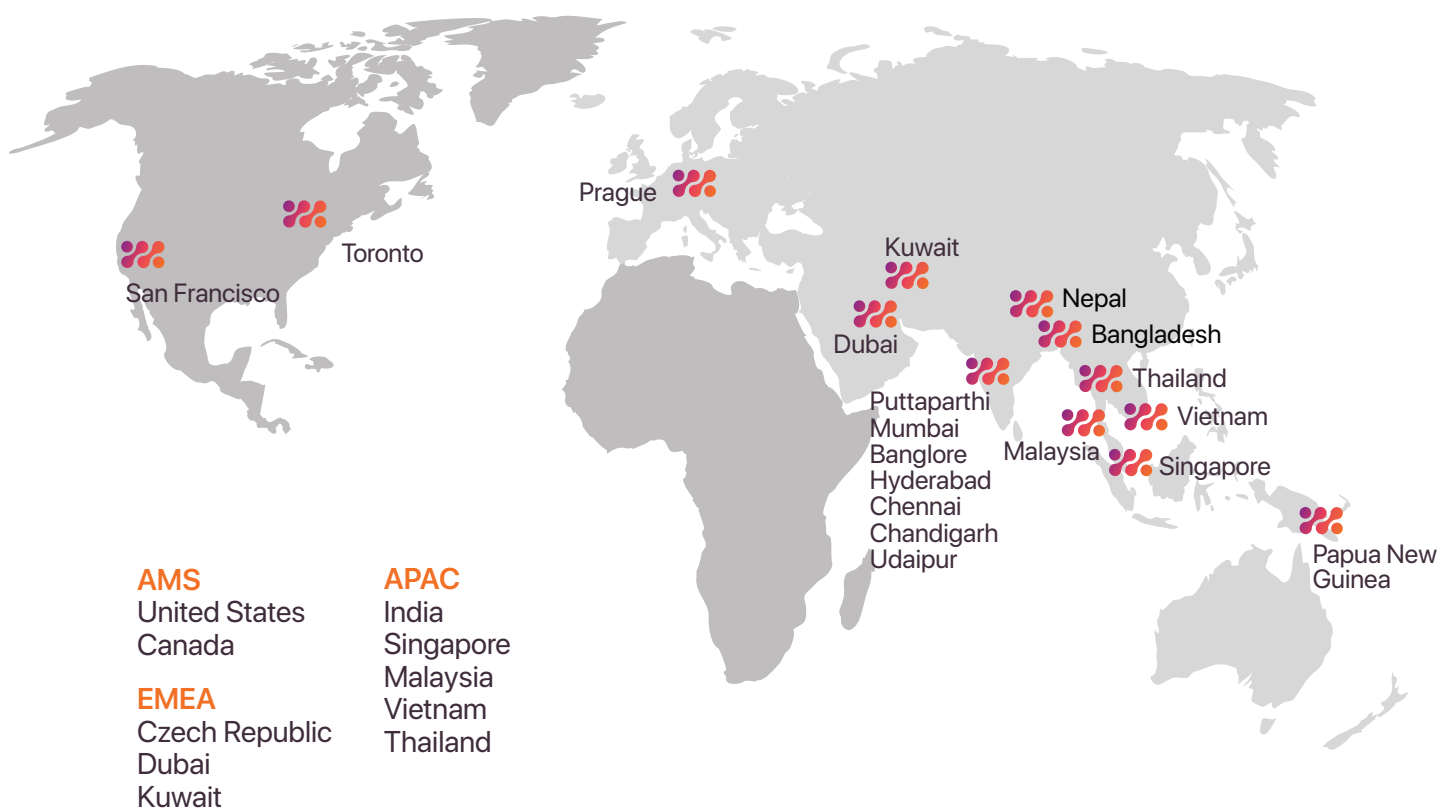 Prague
Toronto
San Francisco
Kuwait
Dubai
Nepal
Bangladesh
Thailand
Vietnam
Malaysia
Singapore
Puttaparthi
Mumbai
Banglore
Hyderabad
Chennai
Chandigarh
Udaipur
Papua New
Guinea
AMS
United States
Canada
EMEA
Czech Republic
Dubai
Kuwait
APAC
India
Singapore
Malaysia
Vietnam
Thailand